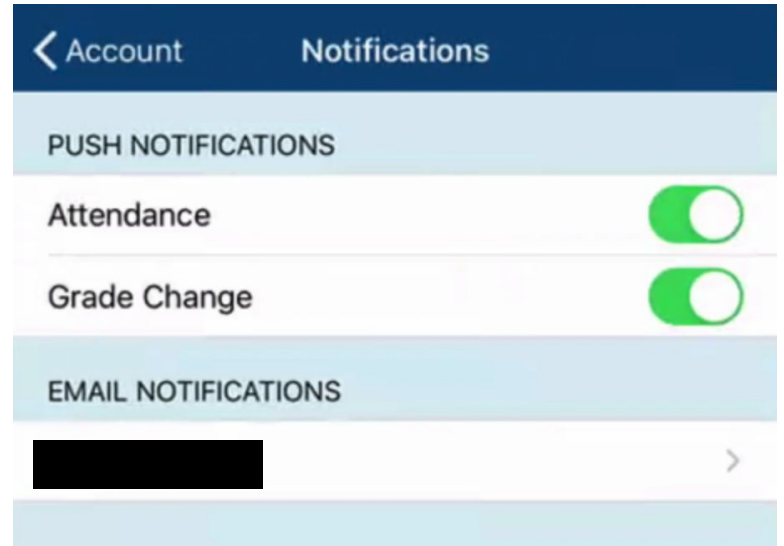 Account
Notifications
PUSH NOTIFICATIONS
Attendance
Grade Change
EMAIL NOTIFICATIONS